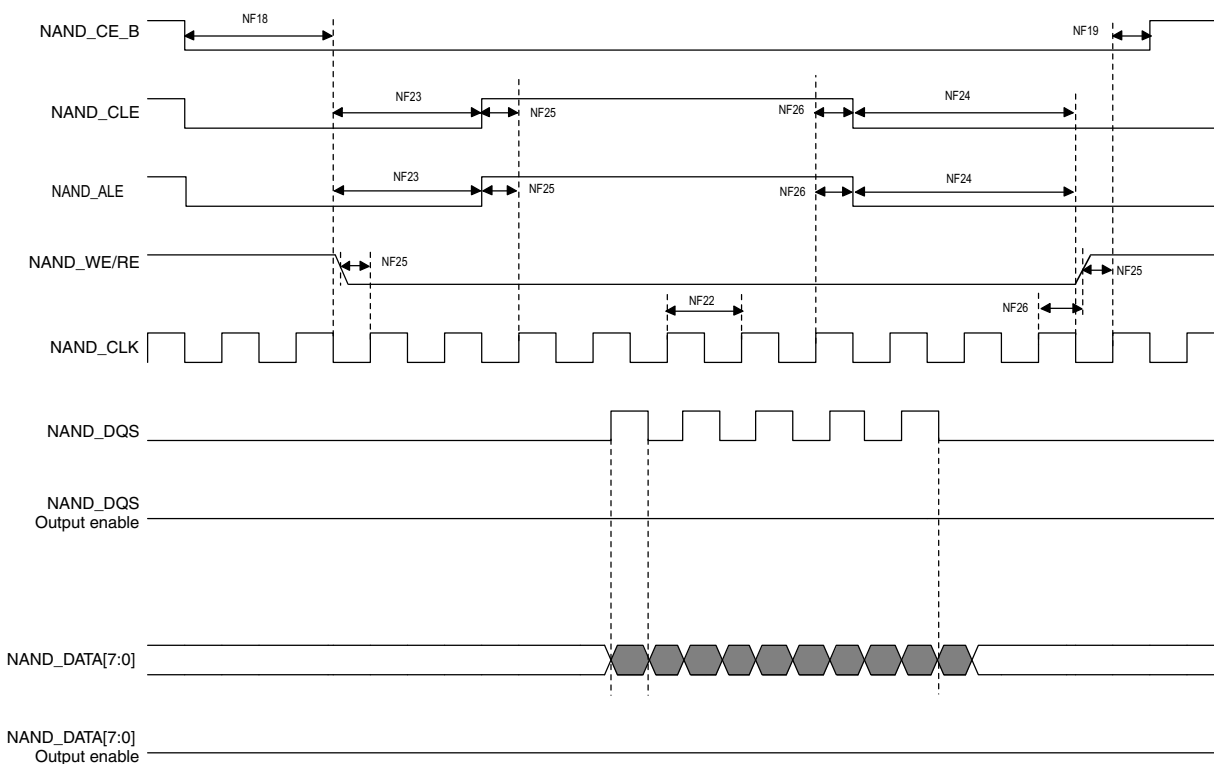 NF18
NAND_CE_B
NF19
NF23
NF24
NAND_CLE
NF25
NF26
NF23
NF24
NAND_ALE
NF25
NF26
NAND_WE/RE
NF25
NF25
NF22
NF26
NAND_CLK
NAND_DQS
NAND_DQS
Output enable
NAND_DATA[7:0]
NAND_DATA[7:0]
Output enable